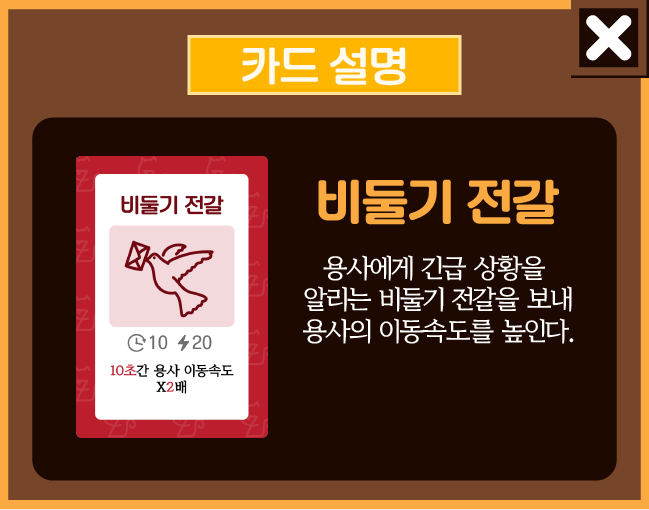 카드 설명
비둘기 전갈
10 20
10초간 용사 이동속도
X2배
비둘기 전갈
용사에게 긴급 상황을
알리는 비둘기 전갈을 보내
용사의 이동속도를 높인다.